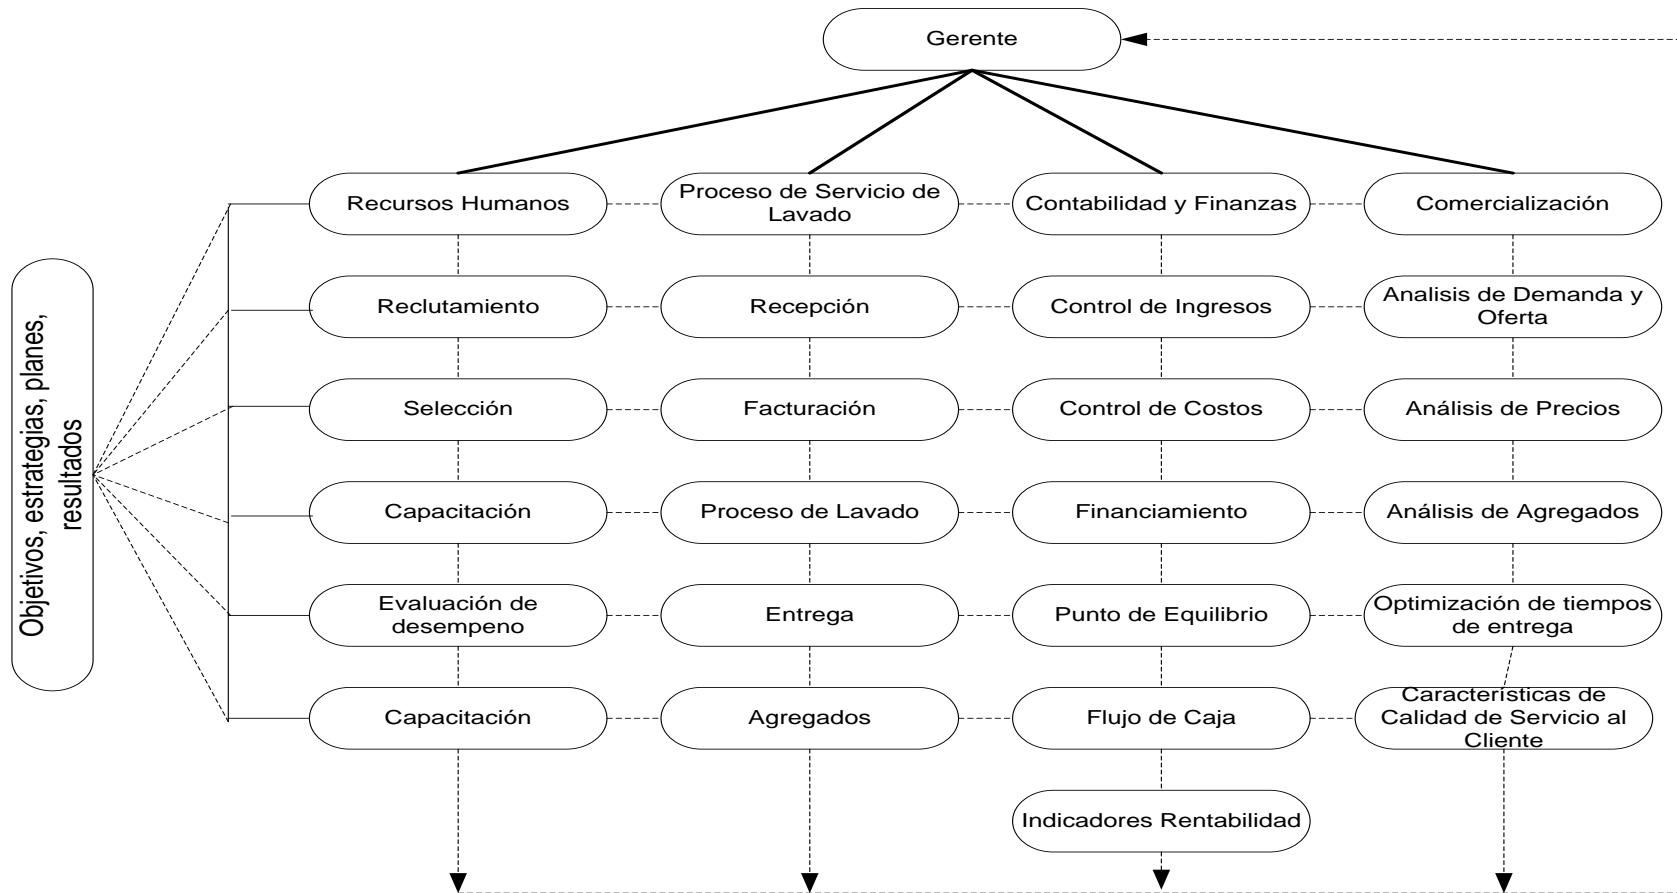 Gerente
Recursos Humanos
Proceso de Servicio de
Lavado
Contabilidad y Finanzas
Comercialización
Reclutamiento
Recepción
Control de Ingresos
Analisis de Demanda y
Oferta
Selección
Facturación
Control de Costos
Análisis de Precios
Capacitación
Proceso de Lavado
Financiamiento
Análisis de Agregados
Evaluación de
desempeno
Entrega
Punto de Equilibrio
Optimización de tiempos
de entrega
Capacitación
Agregados
Flujo de Caja
Características de
Calidad de Servicio al
Cliente
Indicadores Rentabilidad
Objetivos, estrategias, planes,
resultados